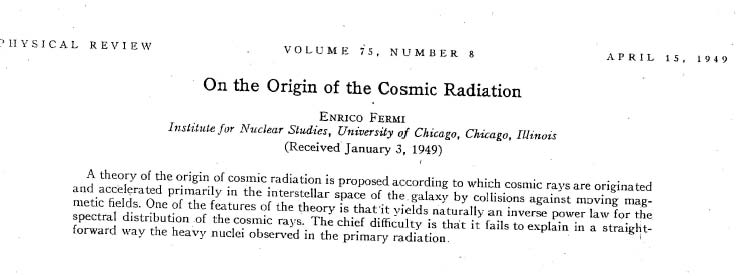 PHYSICAL REVIEW VOLUME 75, NUMBER 8 APRIL 15, 1949
On the Origin of the Cosmic Radiation
ENRICO FERMI
Institute for Nuclear Studies, University of Chicago, Chicago, Illinois
(Received January 3, 1949)
A theory of the origin of cosmic radiation is proposed according to which cosmic rays are originated
and accelerated primarily in the interstellar space of the galaxy by collisions against moving mag-
netic fields. One of the features of the theory is that it yields naturally an inverse power law for the
spectral distribution of the cosmic rays. The chief difficulty is that it fails to explain in a straight-
forward way the heavy nuclei observed in the primary radiation.